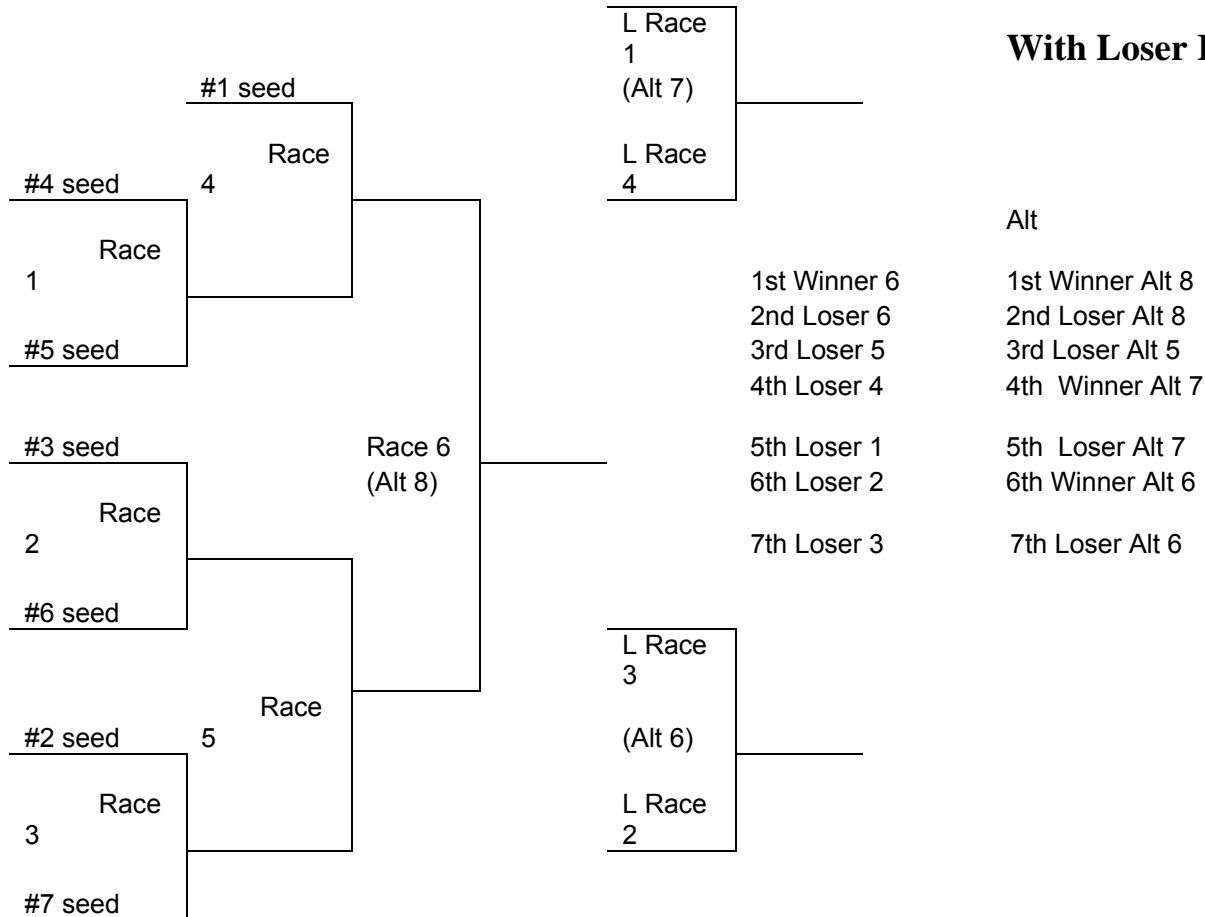 L Race
1
(Alt 7)
With Loser
#1 seed
Race
4
L Race
4
#4 seed
Race
1
#5 seed
Alt
1st Winner 6
1st Winner Alt 8
2nd Loser 6
2nd Loser Alt 8
3rd Loser 5
3rd Loser Alt 5
4th Loser 4
4th Winner Alt 7
#3 seed
Race 6
(Alt 8)
5th Loser 1
5th Loser Alt 7
6th Loser 2
6th Winner Alt 6
Race
2
7th Loser 3
7th Loser Alt 6
#6 seed
L Race
3
Race
5
#2 seed
(Alt 6)
Race
3
L Race
2
#7 seed